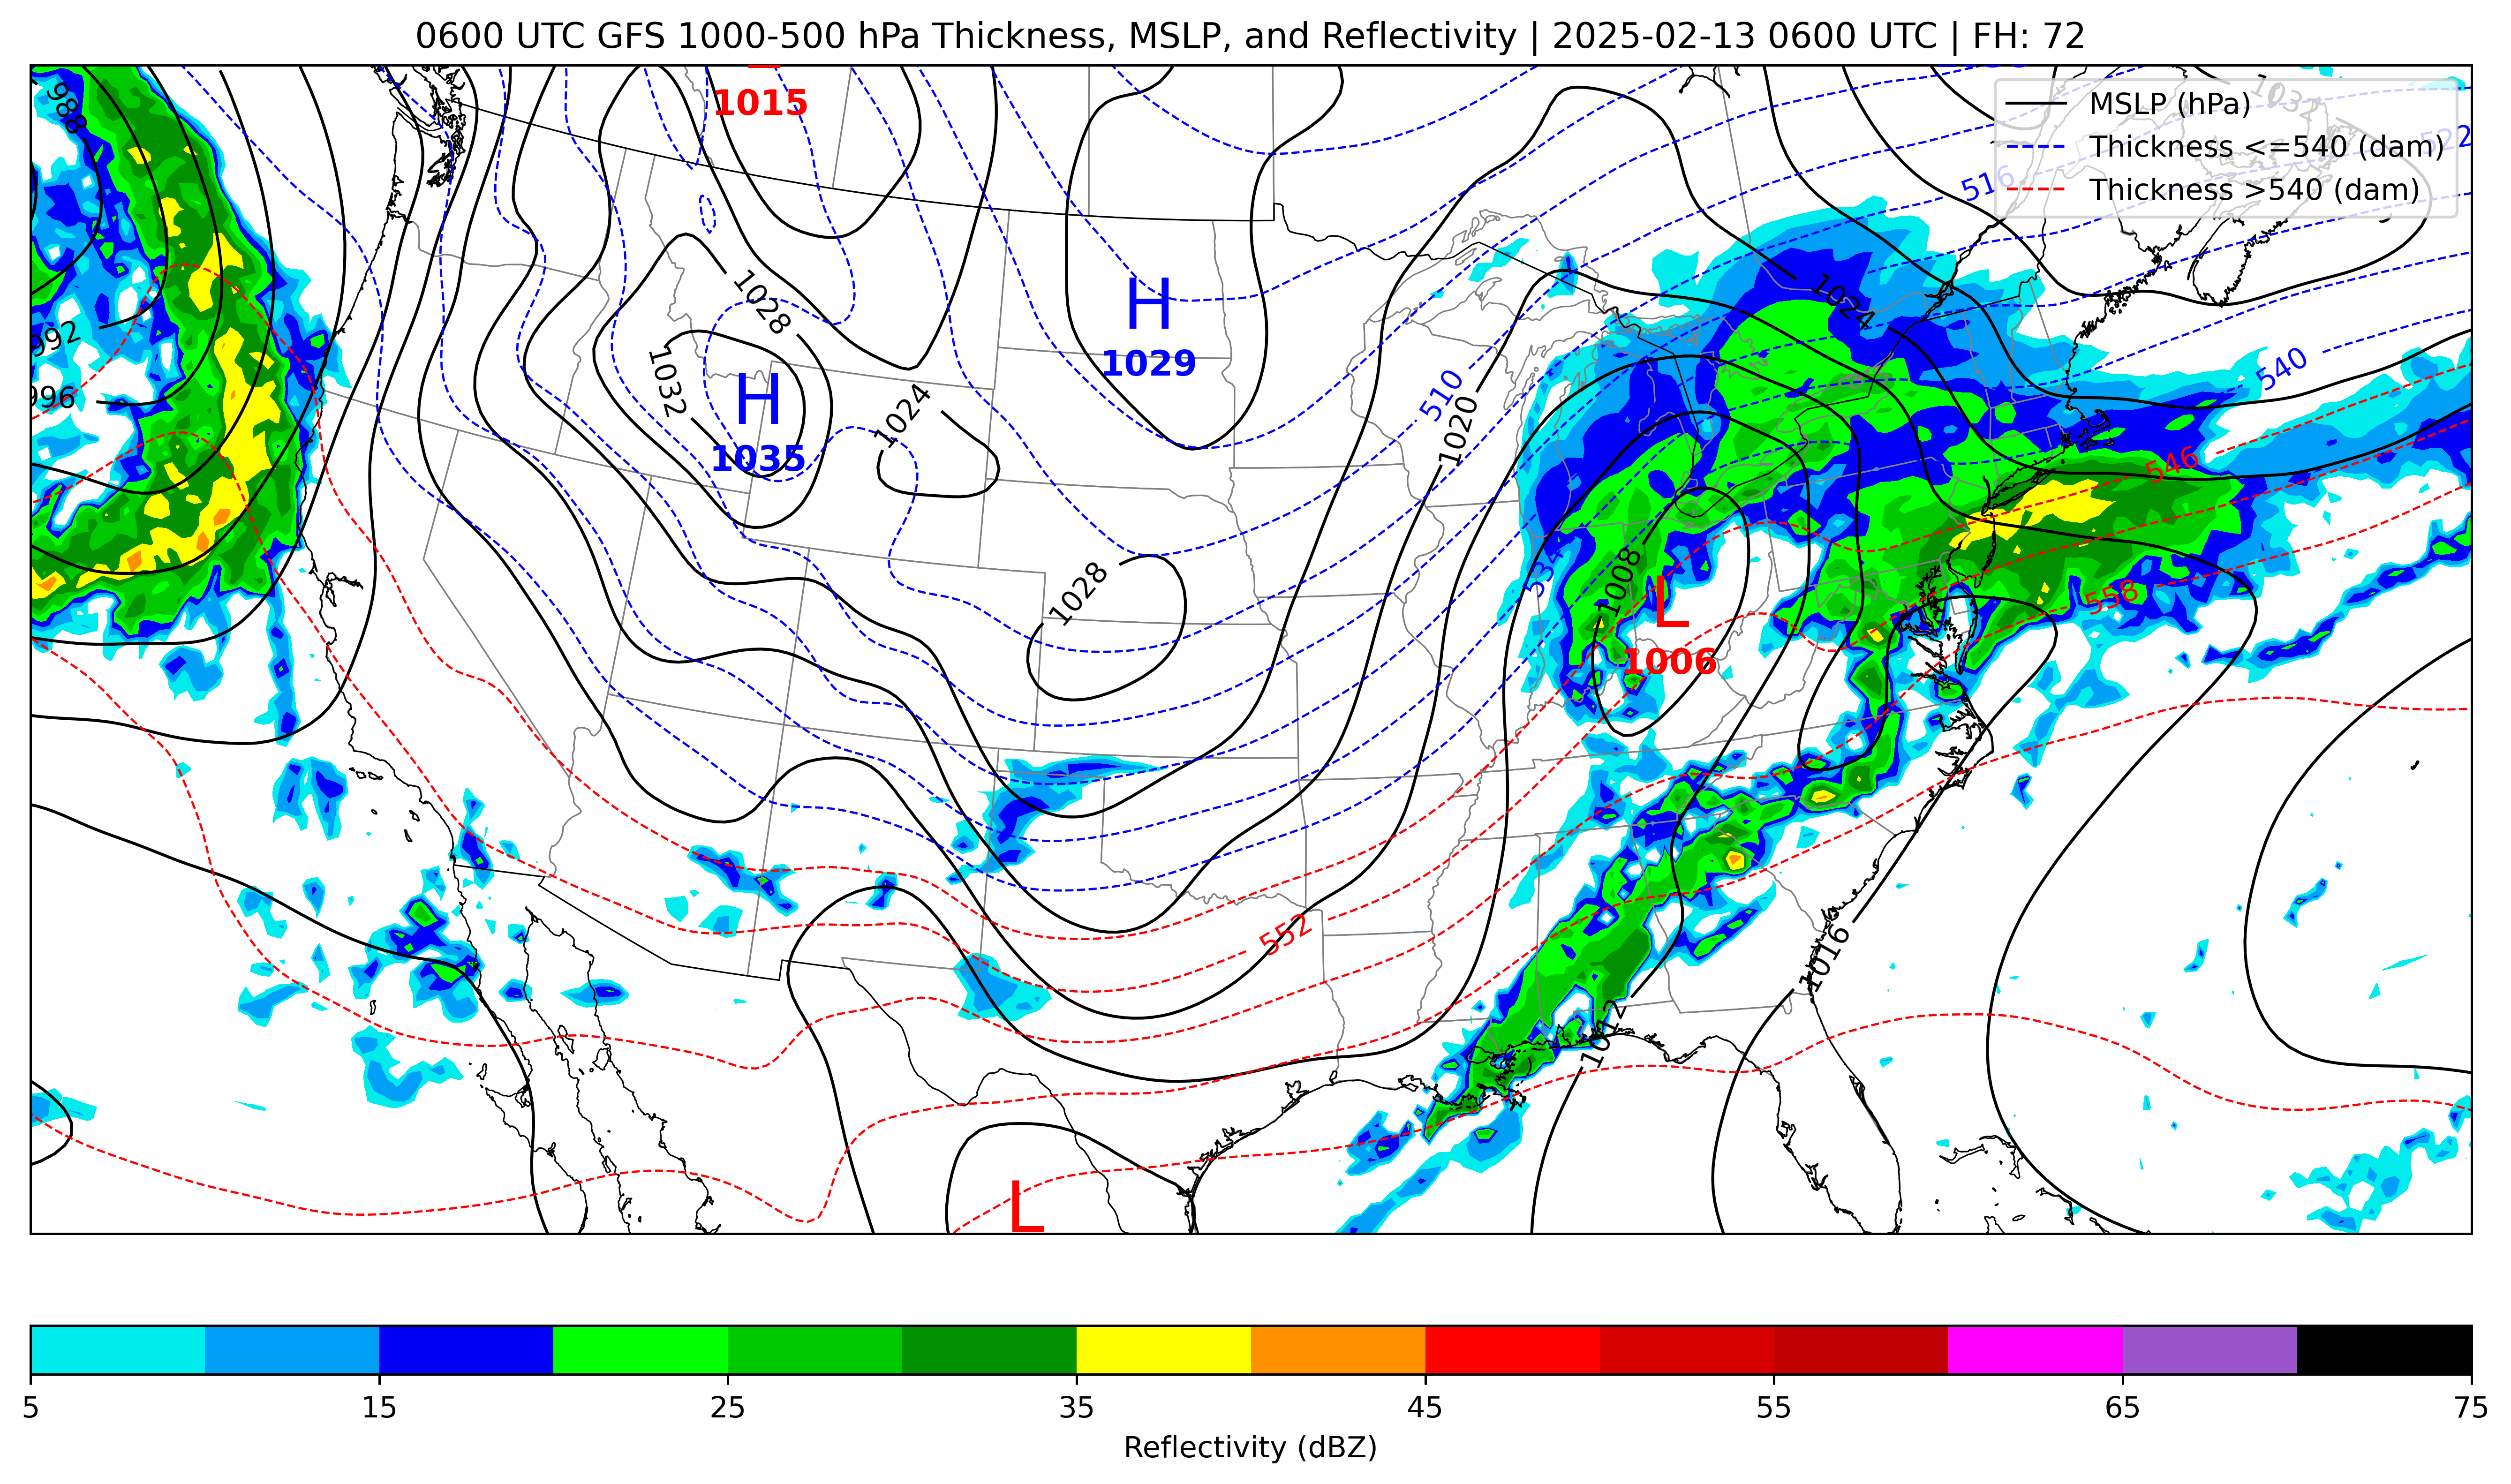 0600 UTC GFS 1000-500 hPa Thickness, MSLP, and Reflectivity | 2025-02-13 0600 UTC | FH: 72
MSLP (hPa)
Thickness <=540 (dam)
Thickness >540 (dam)
988
1015
1032
522
516
1028
H
1029
1024
992
996
1032
H
1035
1024
510
1020
540
546
534
1028
1008
L
1006
558
552
1016
1012
L
5 15 25 35 45 55 65 75
Reflectivity (dBZ)